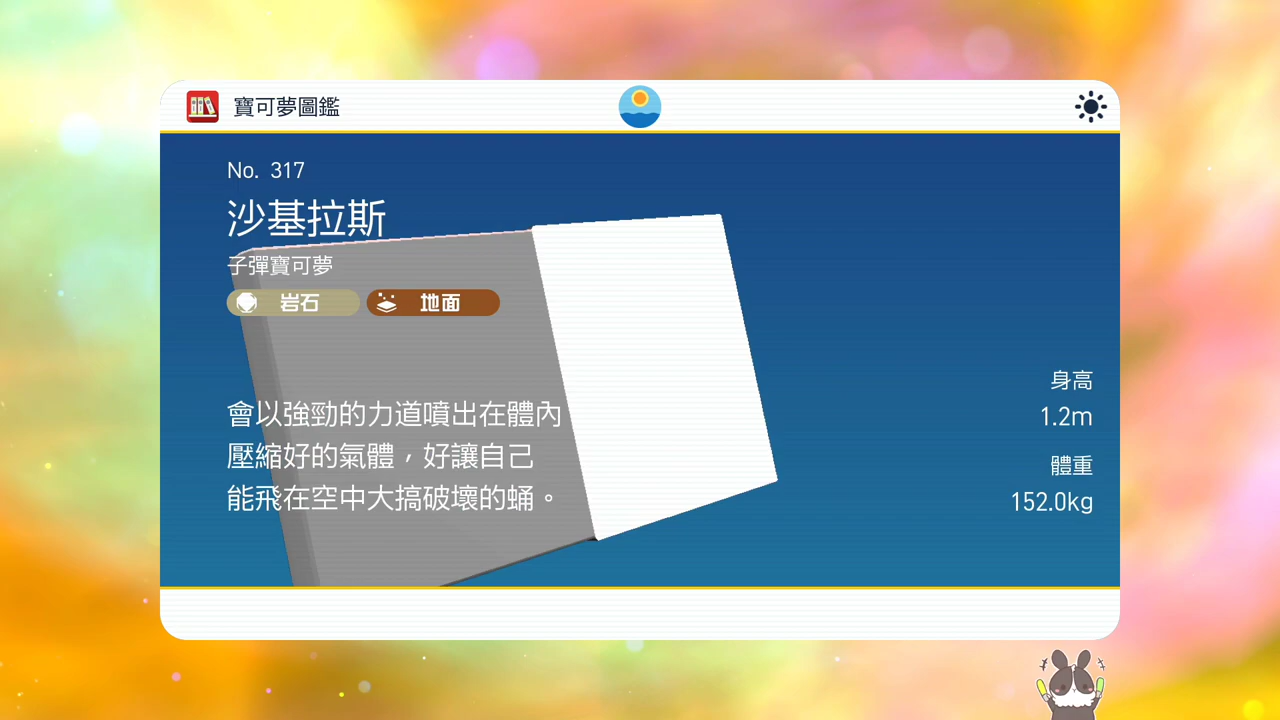 寶可夢圖鑑
No. 317
沙基拉斯
子彈寶可夢
岩石
地面
會以強勁的力道噴出在體內
壓縮好的氣體，好讓自己
能飛在空中大搞破壞的蛹。
身高
1.2m
體重
152.0kg